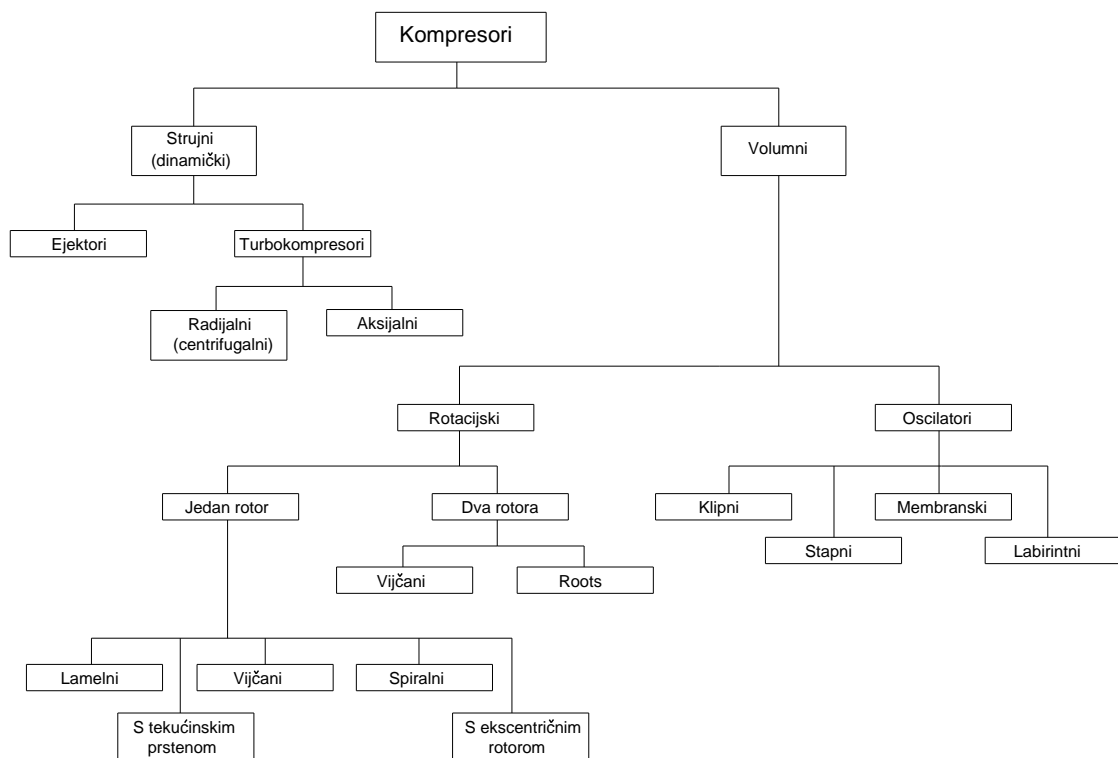 Kompresori
Strujni
(dinamički)
Volumni
Ejektori
Turbokompresori
Radijalni
(centrifugalni)
Aksijalni
Rotacijski
Oscilatori
Jedan rotor
Dva rotora
Klipni
Membranski
Stapni
Labirintni
Vijčani
Roots
Lamelni
Vijčani
Spiralni
S tekućinskim
prstenom
S ekscentričnim
rotorom